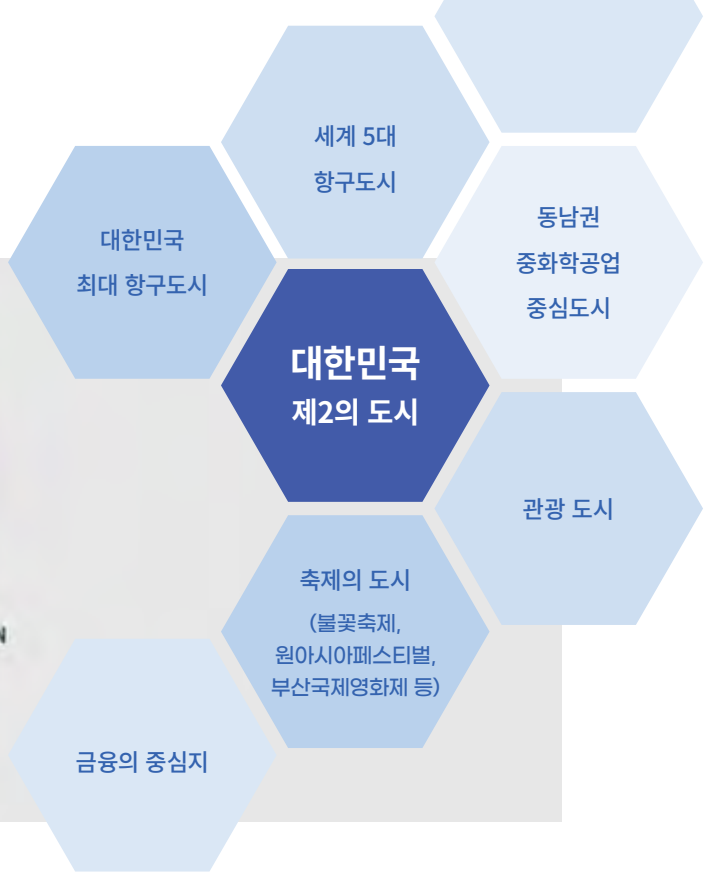 세계 5대
항구도시
대한민국
최대 항구도시
동남권
중화학공업
중심도시
대한민국
제2의 도시
관광 도시
축제의 도시
(불꽃축제,
원아시아페스티벌,
부산국제영화제 등)
금융의 중심지